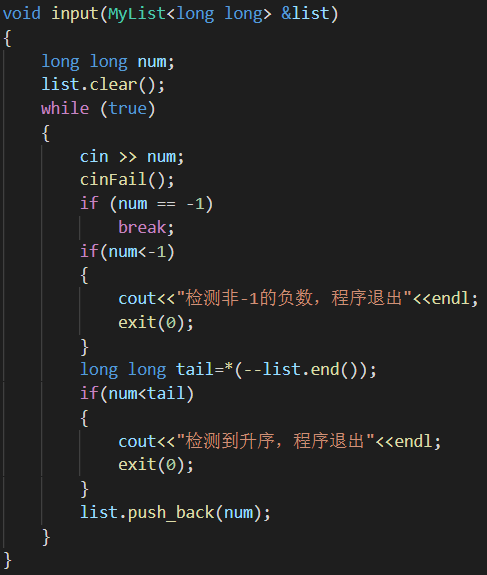 void input(MyList<long long> &list)
{
    long long num;
    list.clear();
    while (true)
    {
        cin >> num;
        cinFail();
        if (num == -1)
            break;
        if(num<-1)
        {
            cout<<"检测非-1的负数，程序退出"<<endl;
            exit(0);
        }
        long long tail=*(--list.end());
        if(num<tail)
        {
            cout<<"检测到升序，程序退出"<<endl;
            exit(0);
        }
        list.push_back(num);
    }
}